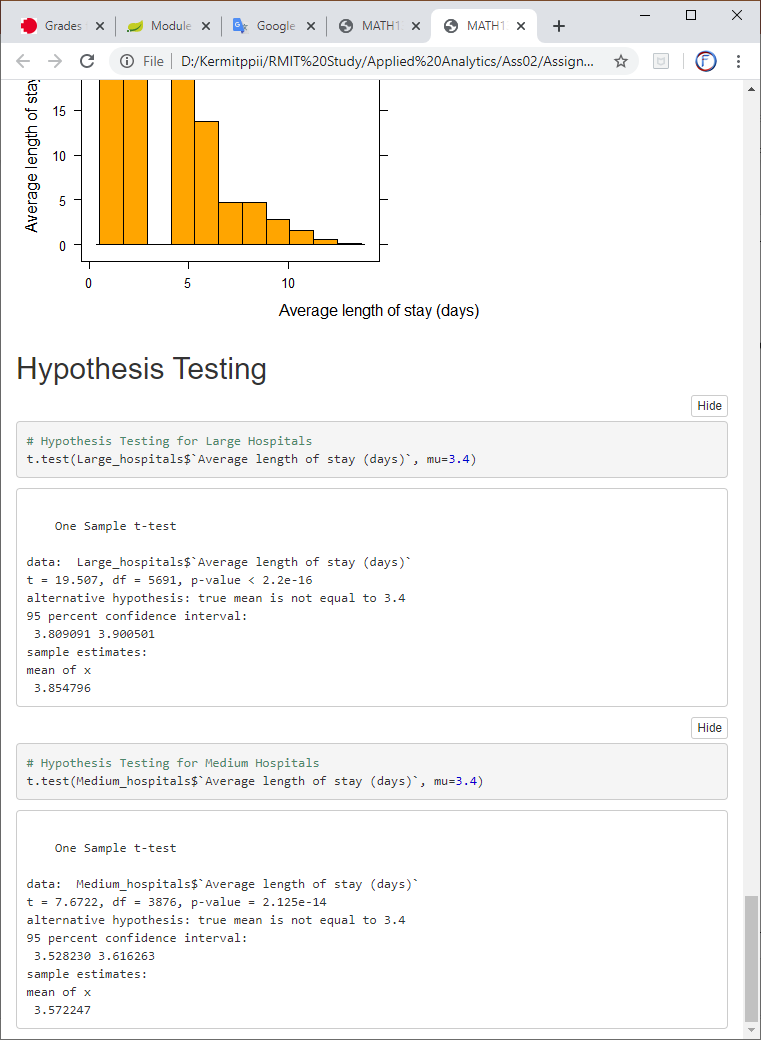 Grades
Module
Google
MATH1
MATH1
File
D:/Kermitppii/RMIT%20Study/Applied%20Analytics/Ass02/Assign...
Average length of stay
15
10
5
0
0
5
10
Average length of stay (days)
Hypothesis Testing
Hide
# Hypothesis Testing for Large Hospitals
t.test(Large_hospitals$`Average length of stay (days)`, mu=3.4)
One Sample t-test
data:  Large_hospitals$`Average length of stay (days)`
t = 19.507, df = 5691, p-value < 2.2e-16
alternative hypothesis: true mean is not equal to 3.4
95 percent confidence interval:
3.809091 3.900501
sample estimates:
mean of x
3.854796
Hide
# Hypothesis Testing for Medium Hospitals
t.test(Medium_hospitals$`Average length of stay (days)`, mu=3.4)
One Sample t-test
data:  Medium_hospitals$`Average length of stay (days)`
t = 7.6722, df = 3876, p-value = 2.125e-14
alternative hypothesis: true mean is not equal to 3.4
95 percent confidence interval:
3.528230 3.616263
sample estimates:
mean of x
3.572247